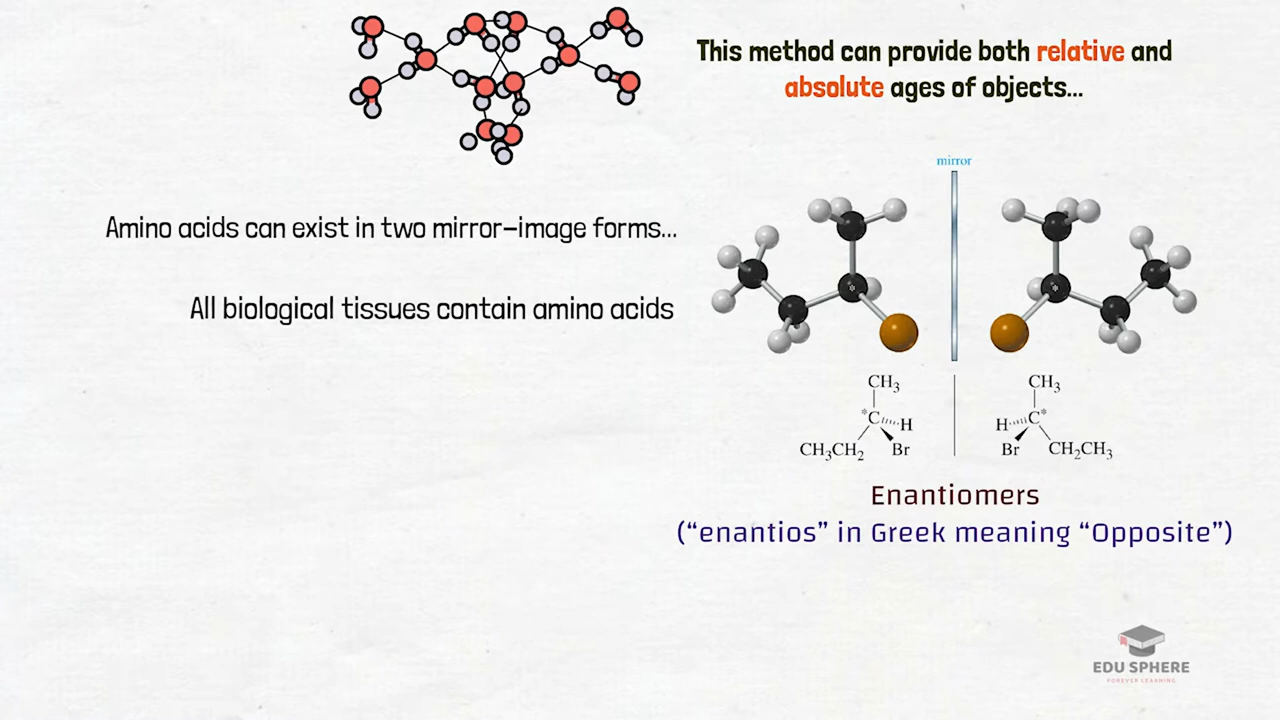 This method can provide both relative and
absolute ages of objects...
Amino acids can exist in two mirror-image forms...
All biological tissues contain amino acids
mirror
*
*
CH₃
*C
H
CH₃CH₂
Br
CH₃
H
C*
Br
CH₂CH₃
Enantiomers
(“enantios” in Greek meaning “Opposite”)
EDU SPHERE
FOREVER LEARNING